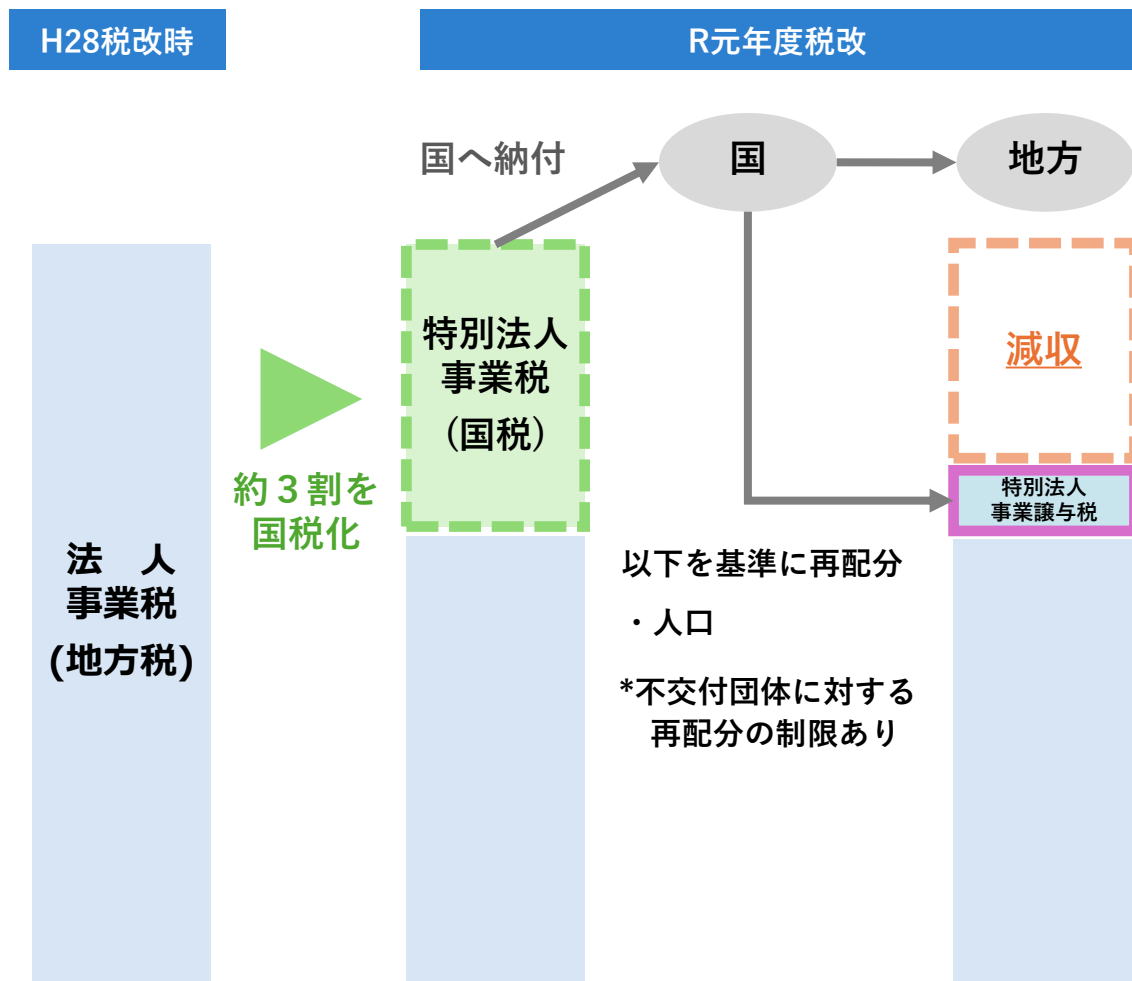 H28税改時
R元年度税改
国へ納付
国
地方
特別法人
事業税
(国税)
減収
約３割を
国税化
特別法人
事業譲与税
法　人
事業税
(地方税)
以下を基準に再配分
・人口
*不交付団体に対する
再配分の制限あり